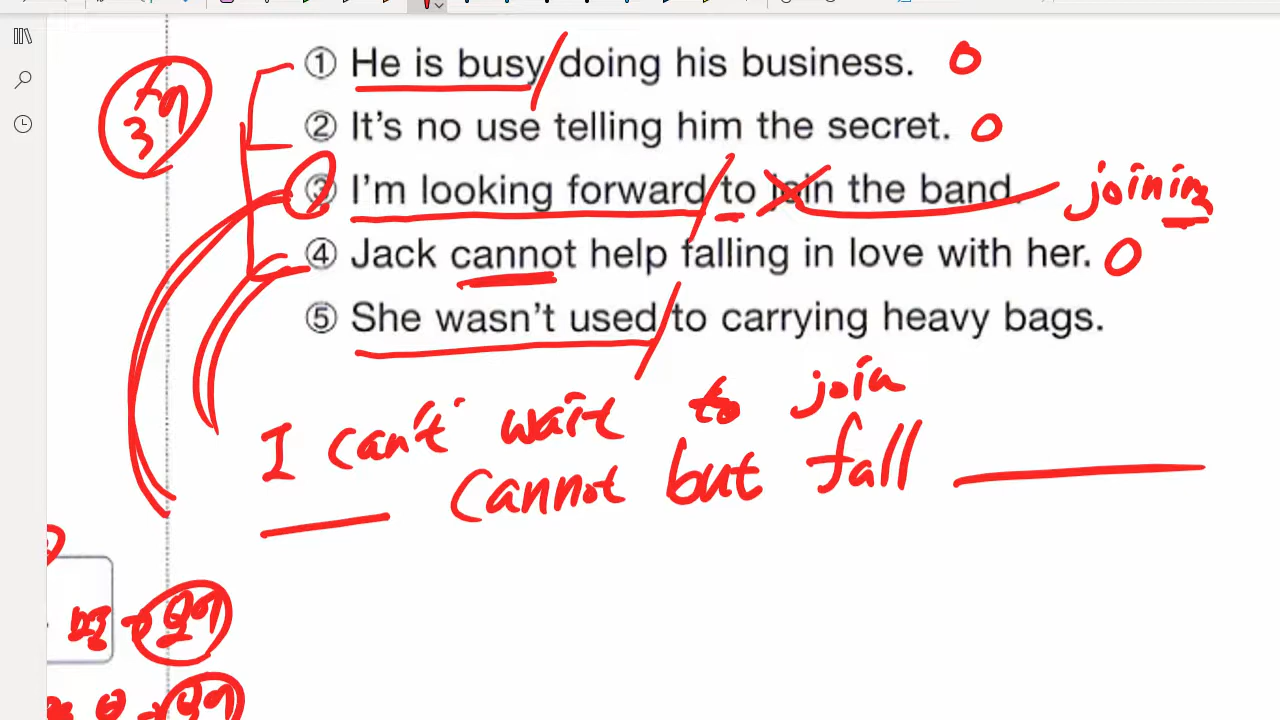 ① He is busy doing his business. O
② It's no use telling him the secret. O
③ I'm looking forward to join the band. joining
④ Jack cannot help falling in love with her. O
⑤ She wasn't used to carrying heavy bags.
I can't wait to join
cannot but fall